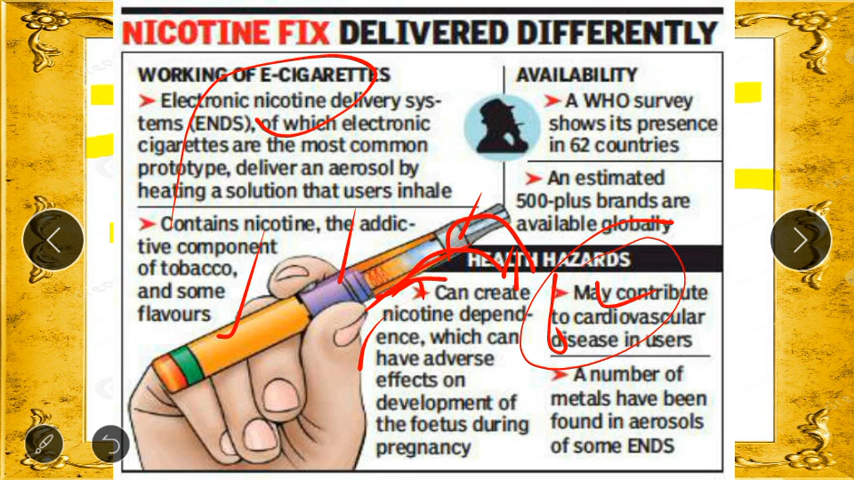 NICOTINE FIX DELIVERED DIFFERENTLY
WORKING OF E-CIGARETTES
➤ Electronic nicotine delivery sys-
tems (ENDS), of which electronic
cigarettes are the most common
prototype, deliver an aerosol by
heating a solution that users inhale
➤ Contains nicotine, the addic-
tive component
of tobacco,
and some
flavours
AVAILABILITY
➤ A WHO survey
shows its presence
in 62 countries
➤ An estimated
500-plus brands are
available globally
HEALTH HAZARDS
➤ Can create
nicotine depend-
ence, which can
have adverse
effects on
development of
the foetus during
pregnancy
➤ May contribute
to cardiovascular
disease in users
➤ A number of
metals have been
found in aerosols
of some ENDS